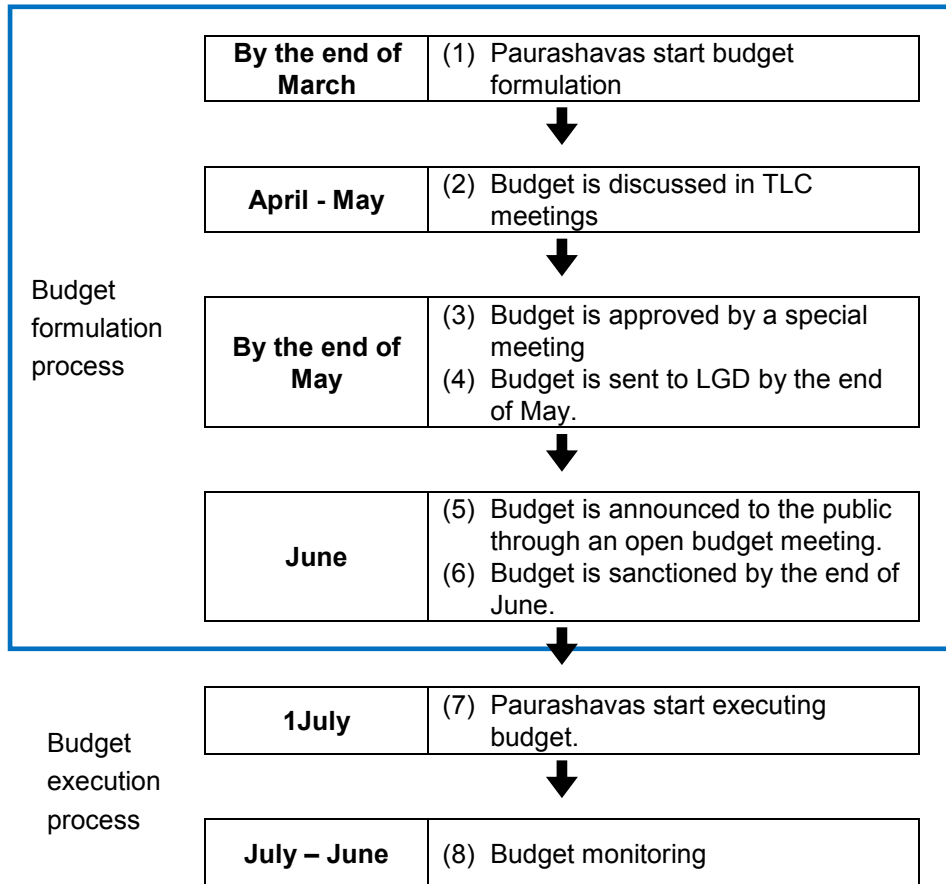 By the end of
March
(1) Paurashavas start budget
formulation
April - May
(2) Budget is discussed in TLC
meetings
Budget
formulation
process
By the end of
May
(3) Budget is approved by a special
meeting
(4) Budget is sent to LGD by the end
of May.
June
(5) Budget is announced to the public
through an open budget meeting.
(6) Budget is sanctioned by the end of
June.
Budget
execution
process
1July
(7) Paurashavas start executing
budget.
July – June
(8) Budget monitoring